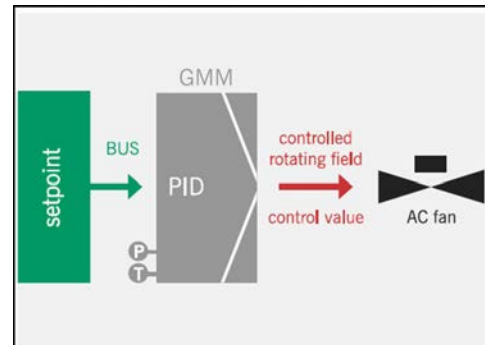 GMM
setpoint
BUS
PID
P
T
controlled
rotating field
control value
AC fan